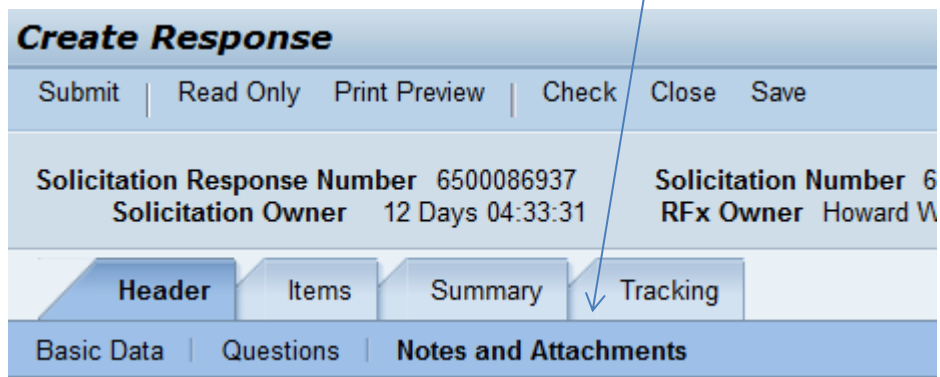 Create Response
Submit | Read Only Print Preview | Check Close Save
Solicitation Response Number 6500086937 Solicitation Number 6
Solicitation Owner 12 Days 04:33:31 RFx Owner Howard W
Header Items Summary Tracking
Basic Data | Questions | Notes and Attachments